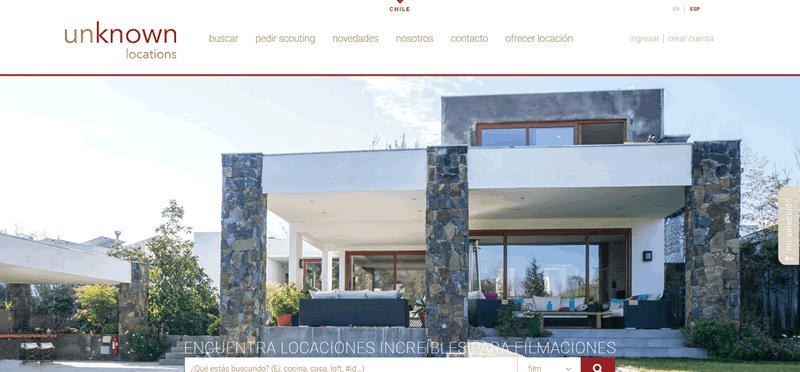 CHILE
EN | ESP
unknown
locations
buscar pedir scouting novedades nosotros contacto ofrecer locación
ingresar | crear cuenta
mi selección
ENCUENTRA LOCACIONES INCREÍBLES PARA FILMACIONES
¿Qué estás buscando? (Ej: cocina, casa, loft, #id...) film